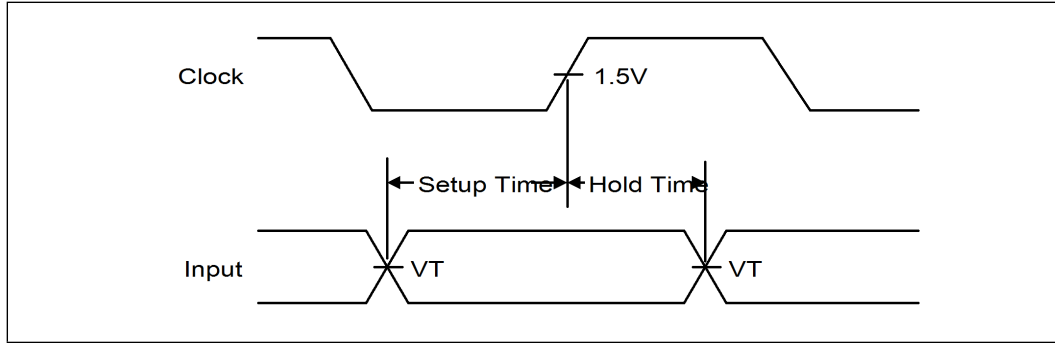 Clock
1.5V
Setup Time
Hold Time
Input
VT
VT